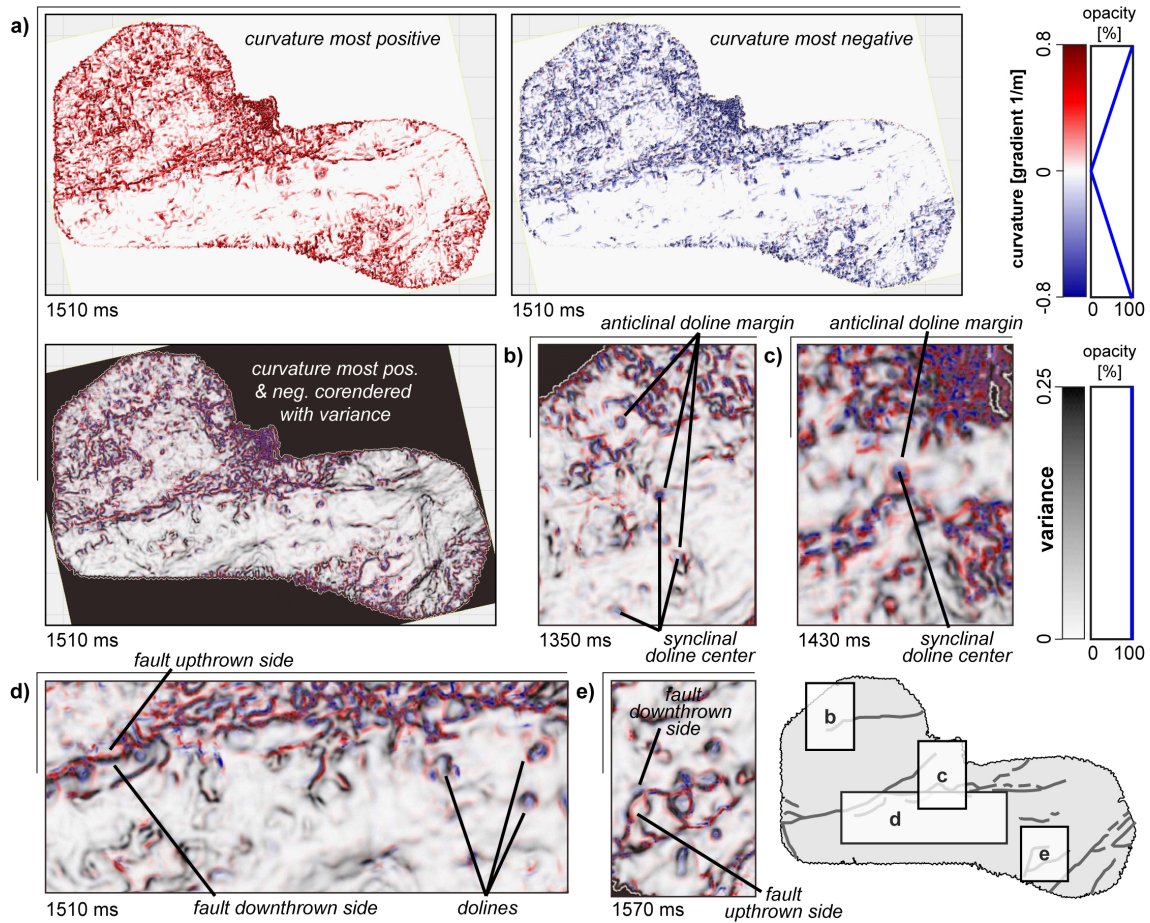 a)
curvature most positive
curvature most negative
opacity
[%]
0.8
0
-0.8
curvature [gradient 1/m]
0 100
1510 ms
1510 ms
curvature most pos.
& neg. corendered
with variance
1510 ms
b)
anticlinal doline margin
1350 ms
synclinal
doline center
c)
anticlinal doline margin
1430 ms
synclinal
doline center
opacity
[%]
0.25
0
variance
0 100
d)
fault upthrown side
1510 ms
fault downthrown side
dolines
e)
fault
downthrown
side
1570 ms
fault
upthrown side
b
c
d
e